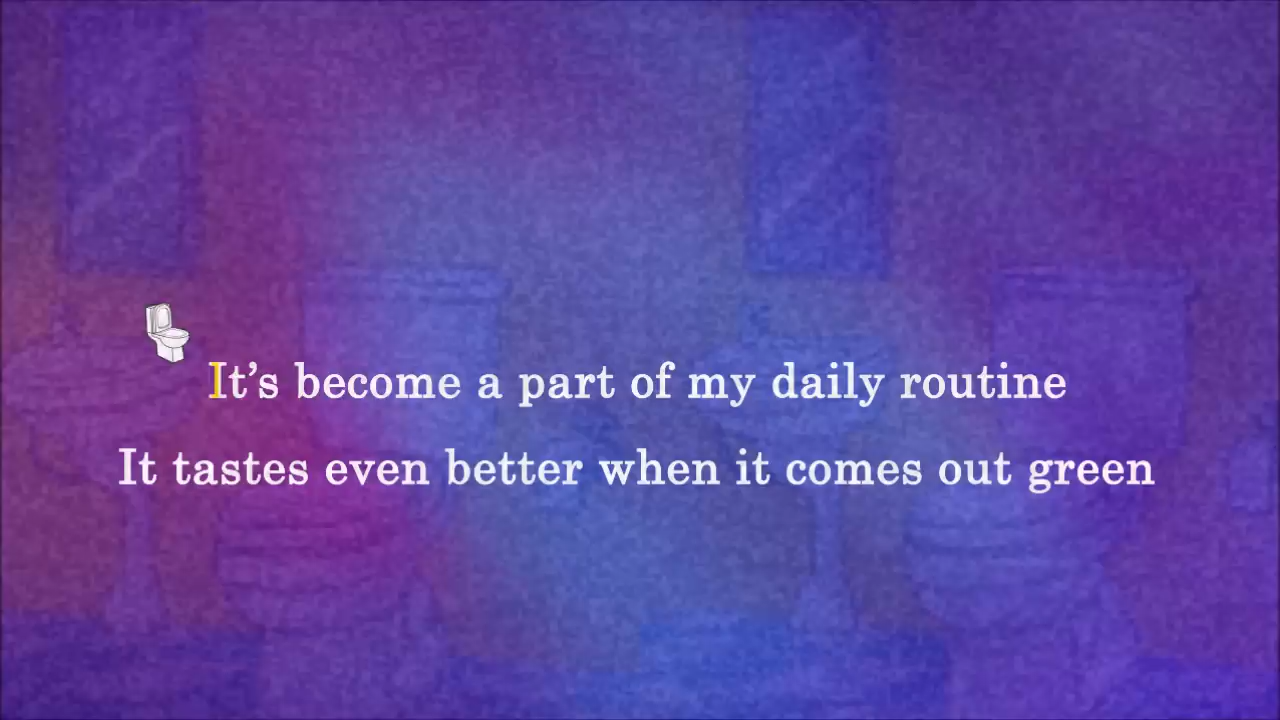 It’s become a part of my daily routine
It tastes even better when it comes out green